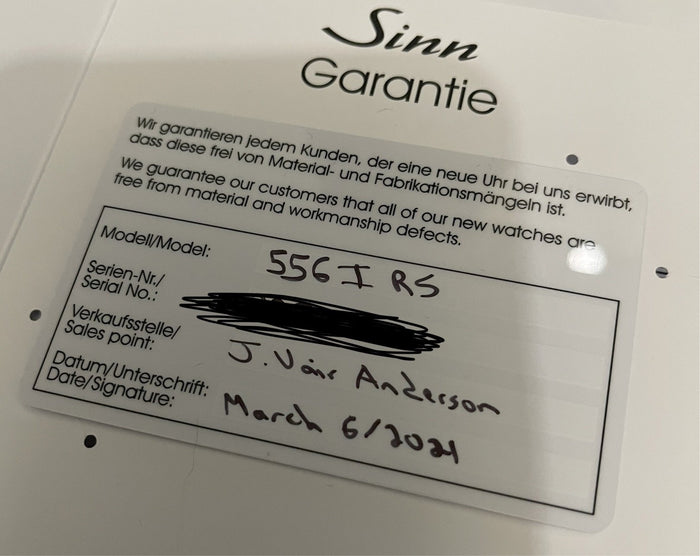 Sinn
Garantie
Wir garantieren jedem Kunden, der eine neue Uhr bei uns erwirbt,
dass diese frei von Material- und Fabrikationsmängeln ist.
We guarantee our customers that all of our new watches are
free from material and workmanship defects.
Modell/Model: 556 I RS
Serien-Nr./
Serial No.:
Verkaufsstelle/
Sales point: J. Vair Anderson
Datum/Unterschrift:
Date/Signature: March 6/2021